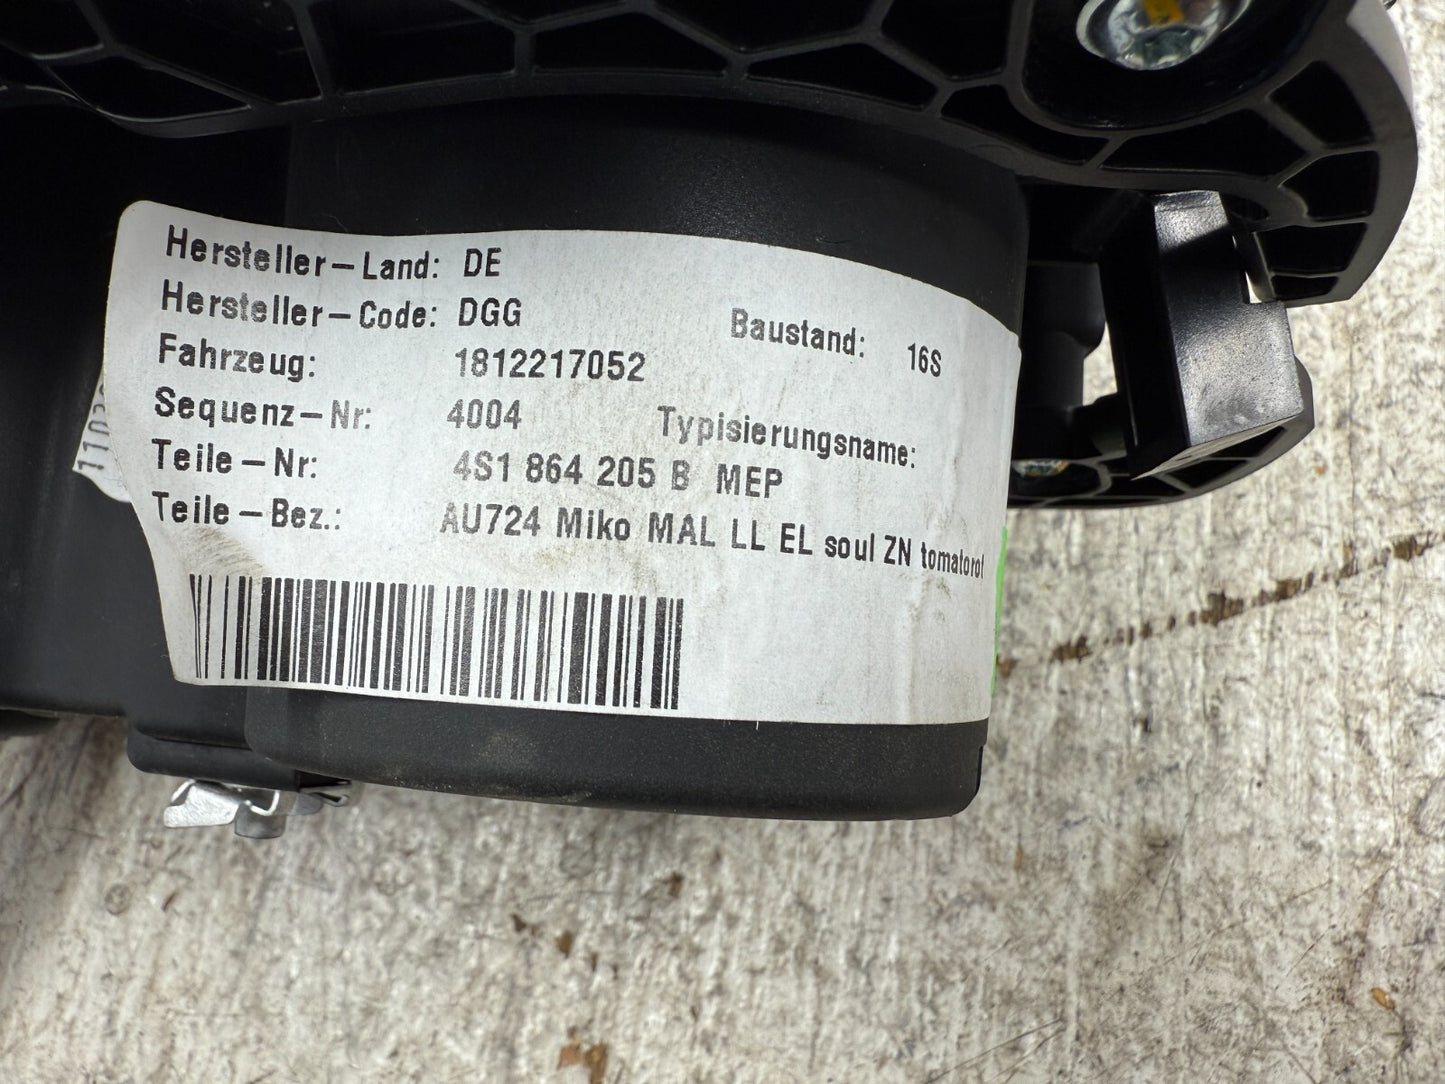 Hersteller-Land: DE
Hersteller-Code: DGG
Baustand: 16S
Fahrzeug: 1812217052
Sequenz-Nr: 4004
Typisierungsname:
Teile-Nr: 4S1 864 205 B MEP
Teile-Bez.: AU724 Miko MAL LL EL soul ZN tomatorot